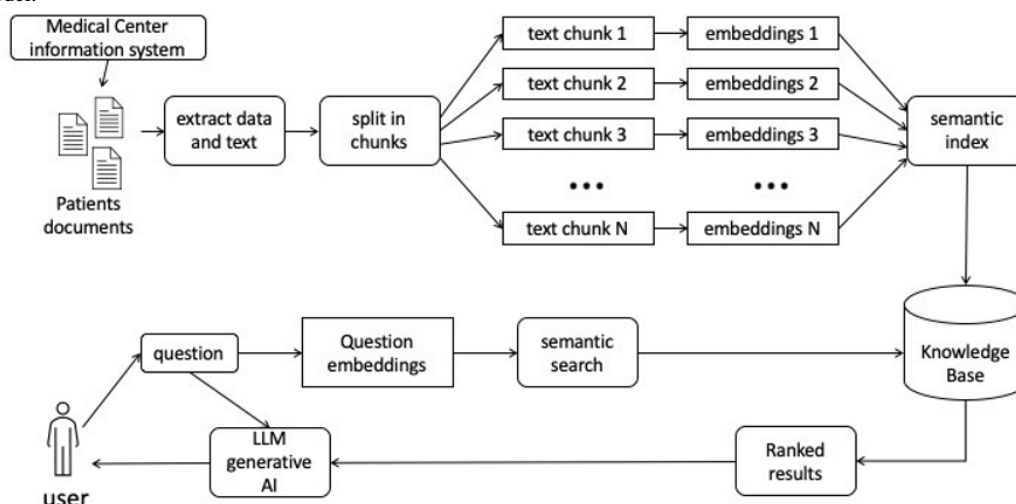 Medical Center
information system
Patients
documents
extract data
and text
split in
chunks
text chunk 1
embeddings 1
text chunk 2
embeddings 2
text chunk 3
embeddings 3
...
...
text chunk N
embeddings N
semantic
index
question
Question
embeddings
semantic
search
Knowledge
Base
user
LLM
generative
AI
Ranked
results